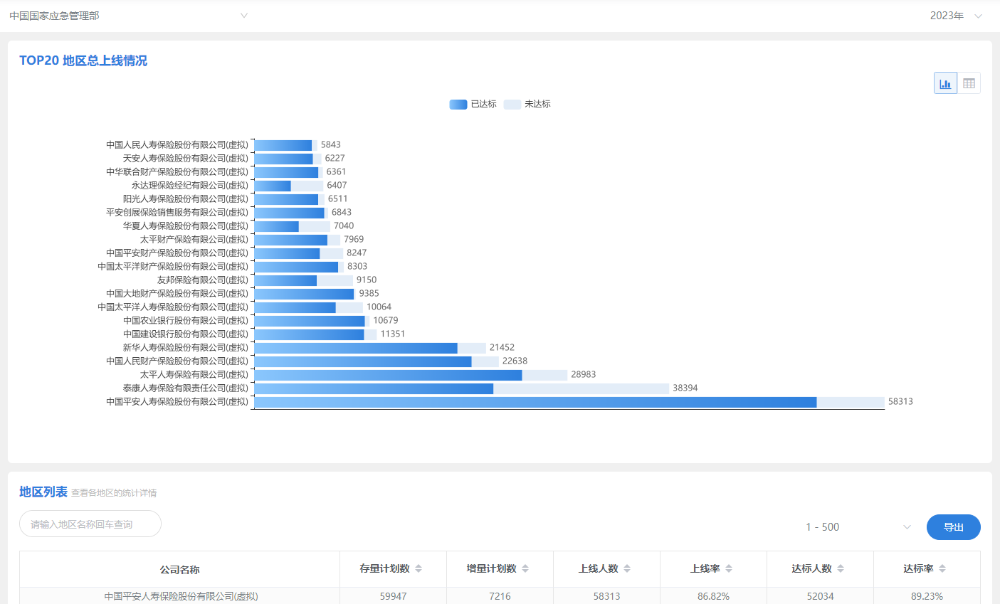 中国国家应急管理部 2023年
TOP20 地区总上线情况
已达标 未达标
中国人民人寿保险股份有限公司(虚拟) 5843
天安人寿保险股份有限公司(虚拟) 6227
中华联合财产保险股份有限公司(虚拟) 6361
永达理保险经纪有限公司(虚拟) 6407
阳光人寿保险股份有限公司(虚拟) 6511
平安创展保险销售服务有限公司(虚拟) 6843
华夏人寿保险股份有限公司(虚拟) 7040
太平财产保险有限公司(虚拟) 7969
中国平安财产保险股份有限公司(虚拟) 8247
中国太平洋财产保险股份有限公司(虚拟) 8303
友邦保险有限公司(虚拟) 9150
中国大地财产保险股份有限公司(虚拟) 9385
中国太平洋人寿保险股份有限公司(虚拟) 10064
中国农业银行股份有限公司(虚拟) 10679
中国建设银行股份有限公司(虚拟) 11351
新华人寿保险股份有限公司(虚拟) 21452
中国人民财产保险股份有限公司(虚拟) 22638
太平人寿保险有限公司(虚拟) 28983
泰康人寿保险有限责任公司(虚拟) 38394
中国平安人寿保险股份有限公司(虚拟) 58313
地区列表 查看各地区的统计详情
请输入地区名称回车查询 1 - 500 导出
公司名称 存量计划数 增量计划数 上线人数 上线率 达标人数 达标率
中国平安人寿保险股份有限公司(虚拟) 59947 7216 58313 86.82% 52034 89.23%